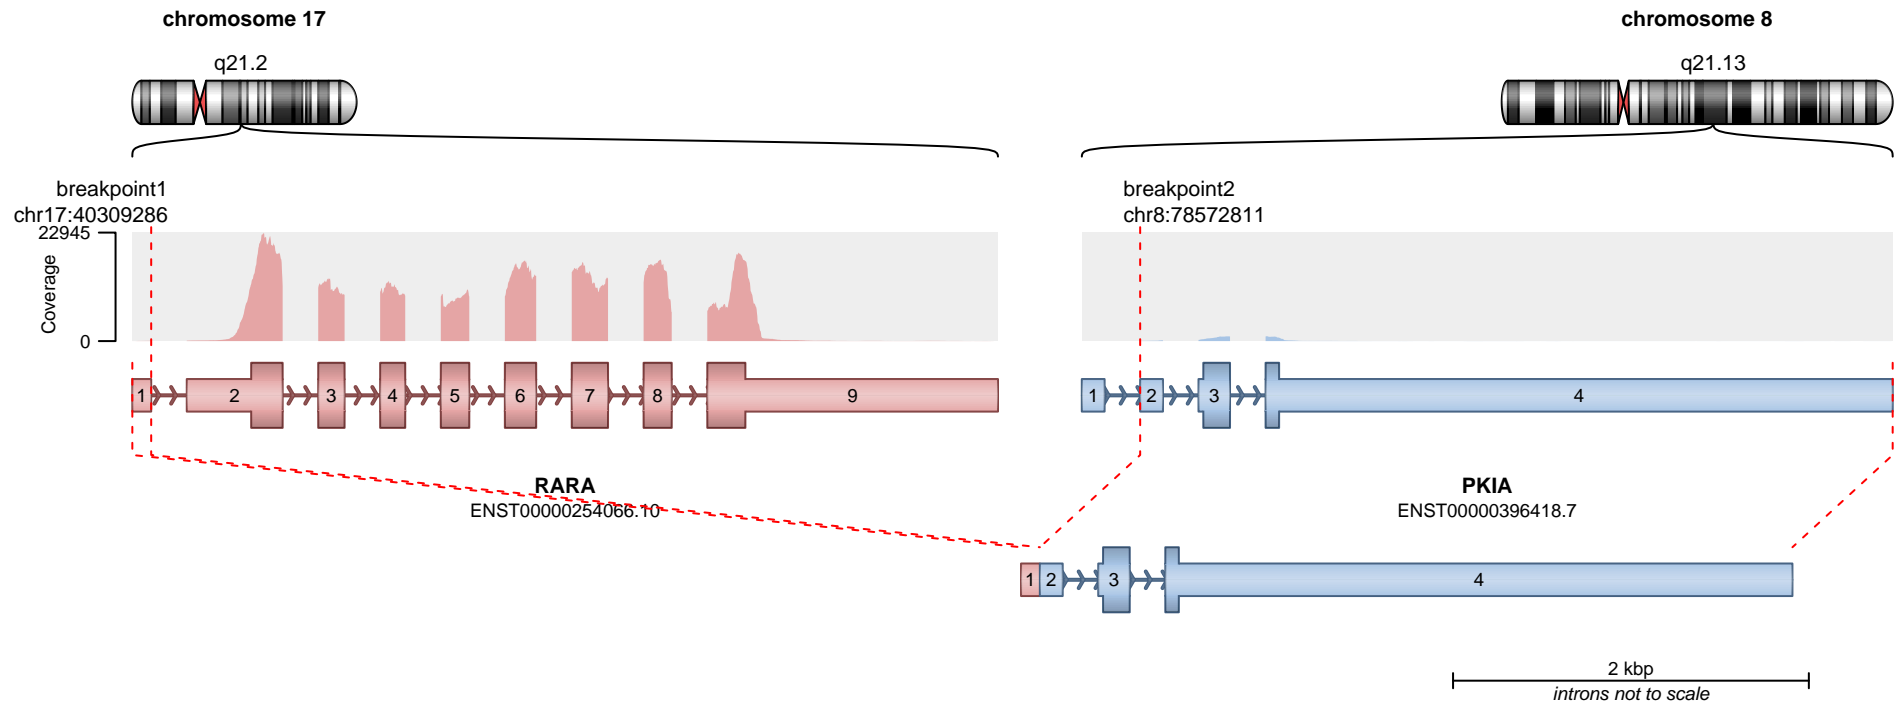 chromosome 17
chromosome 8
q21.2
q21.13
breakpoint1
chr17:40309286
breakpoint2
chr8:78572811
22945
Coverage
0
1 2 3 4 5 6 7 8 9
1 2 3 4
RARA
ENST00000254066.10
PKIA
ENST00000396418.7
1 2 3 4
2 kbp
introns not to scale